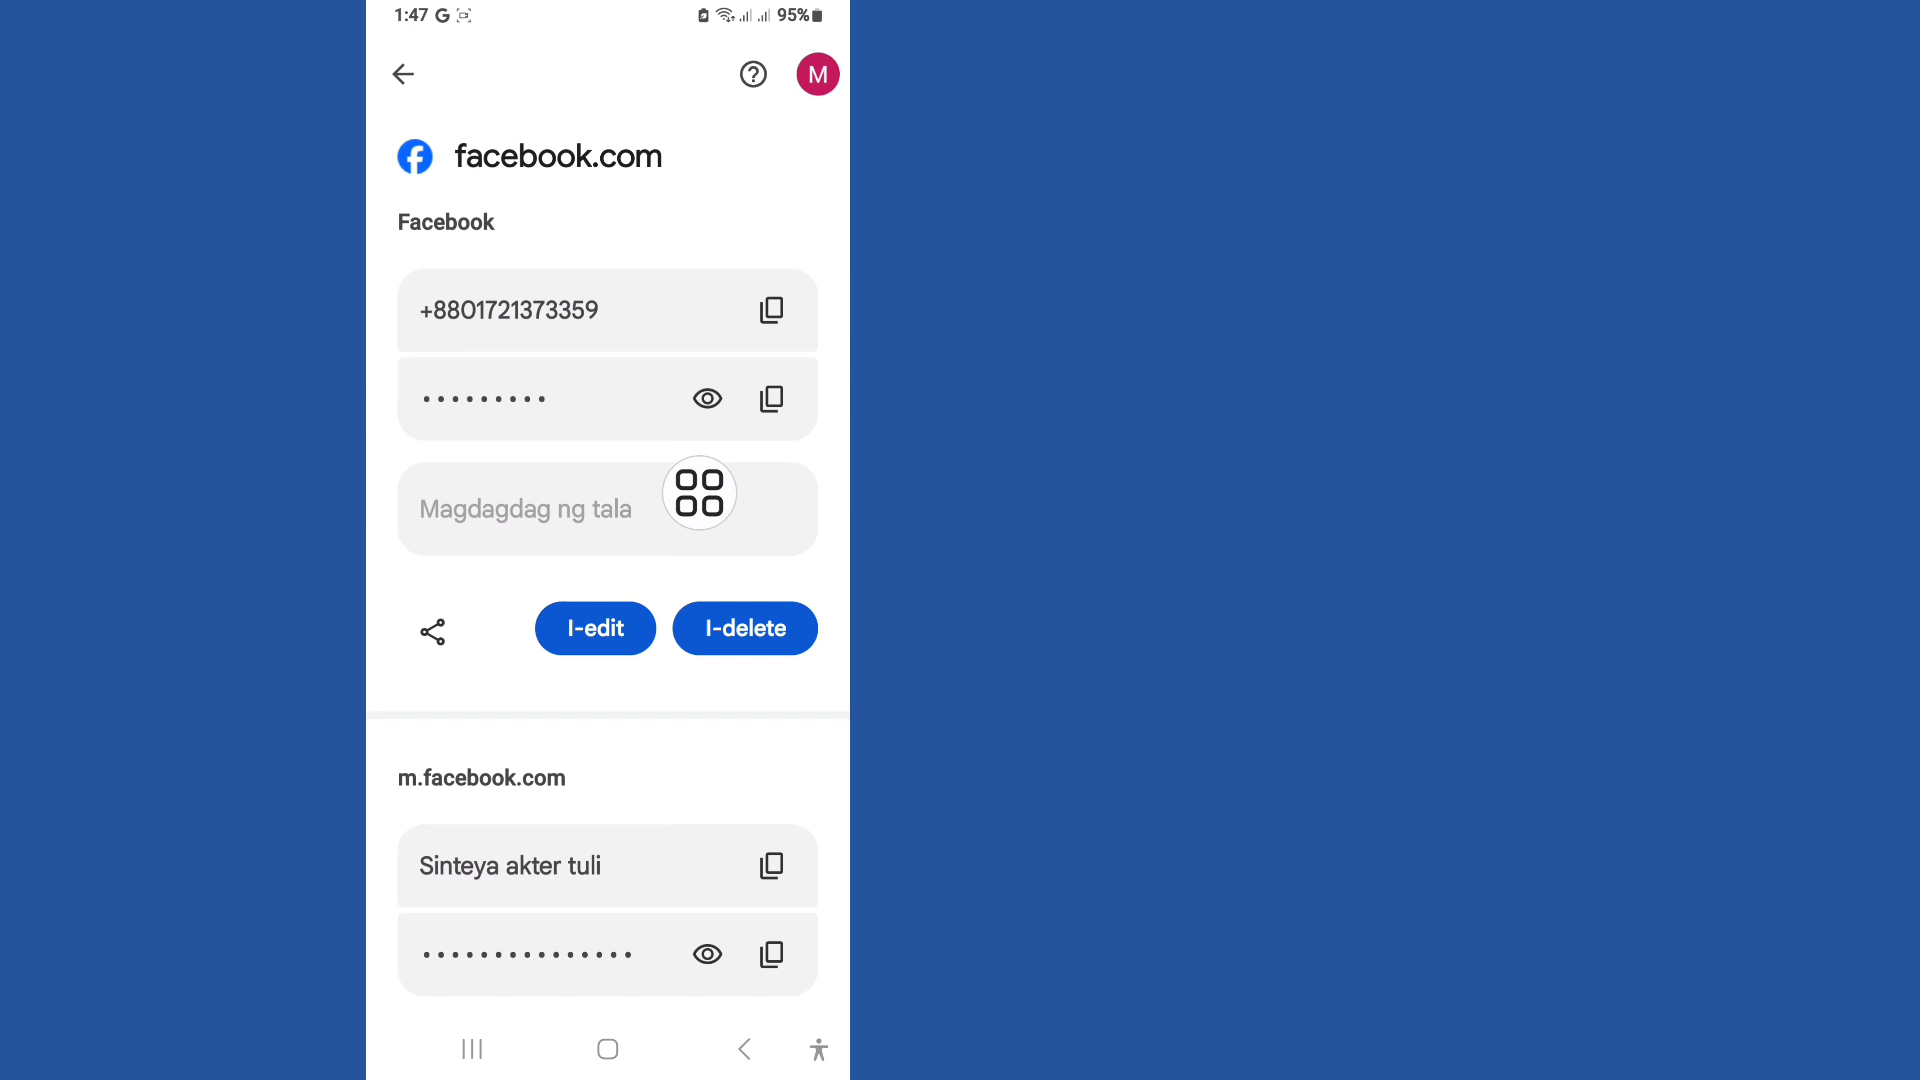 1:47
95%
M
facebook.com
Facebook
+8801721373359
•••••••••
Magdagdag ng tala
I-edit
I-delete
m.facebook.com
Sinteya akter tuli
•••••••••••••••